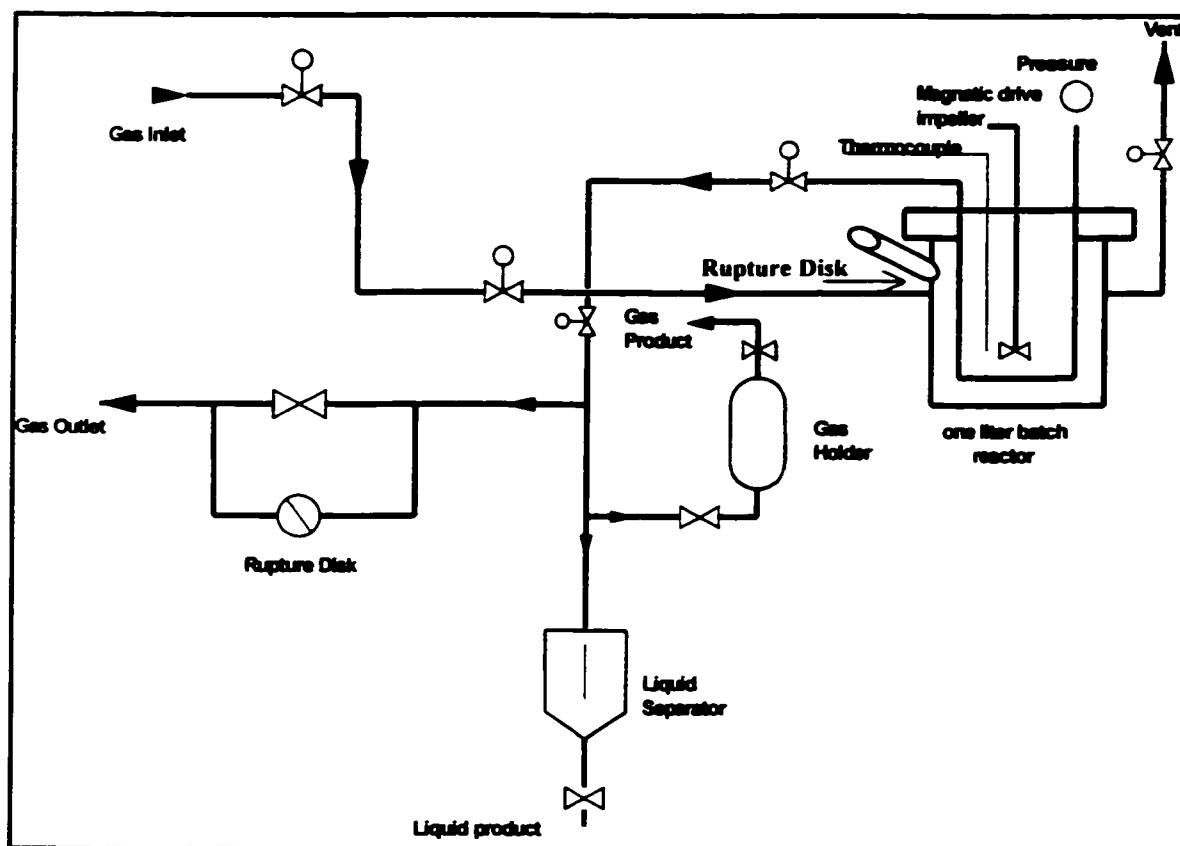 Vent
Pressure
Magnetic drive
impeller
Thermocouple
Gas Inlet
Rupture Disk
Gas
Product
Gas Outlet
Gas
Holder
one liter batch
reactor
Rupture Disk
Liquid
Separator
Liquid product